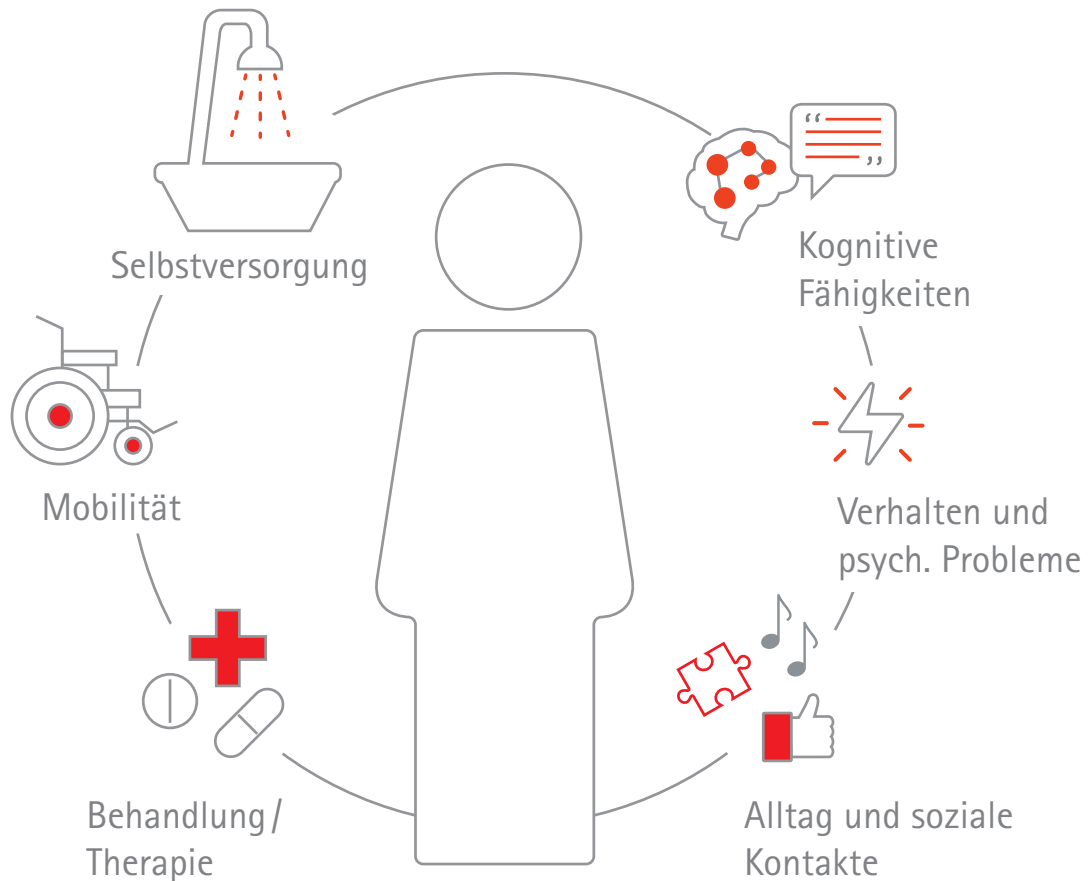 Selbstversorgung
Kognitive
Fähigkeiten
Mobilität
Verhalten und
psych. Probleme
Behandlung/
Therapie
Alltag und soziale
Kontakte